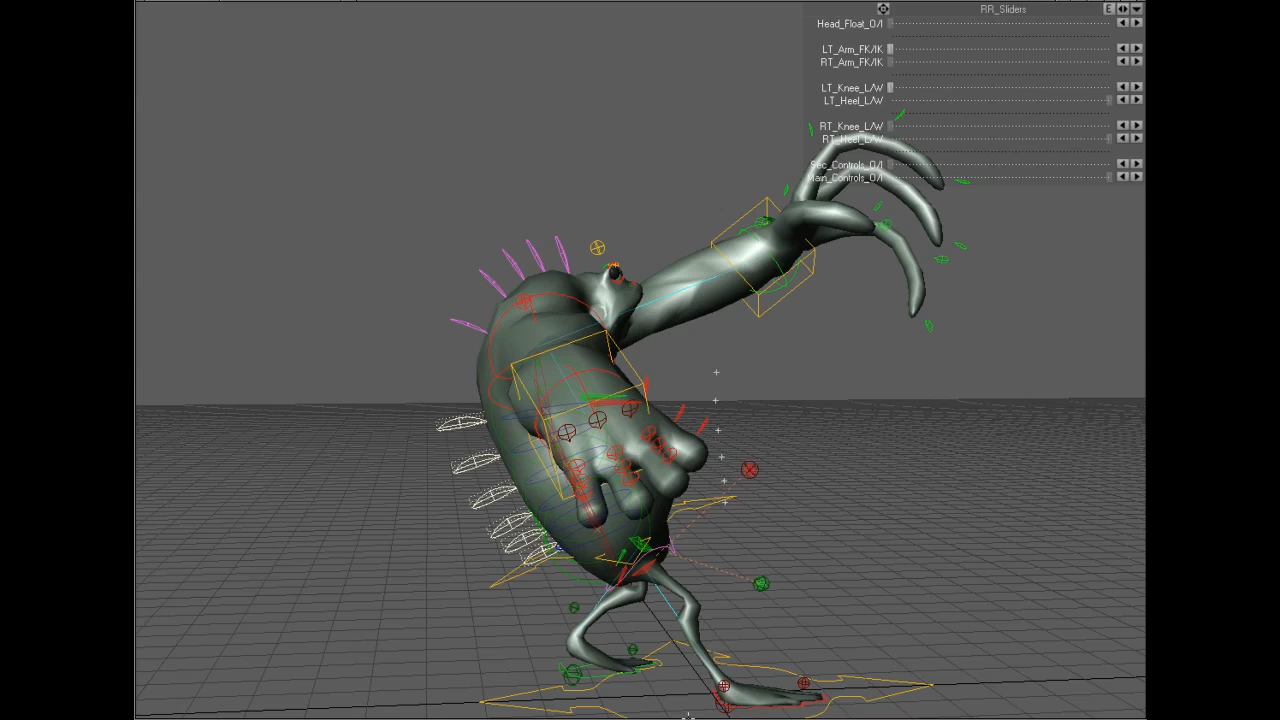 RR_Sliders E
Head_Float_O/I
LT_Arm_FK/IK
RT_Arm_FK/IK
LT_Knee_L/W
LT_Heel_L/W
RT_Knee_L/W
RT_Heel_L/W
Sec_Controls_O/I
Main_Controls_O/I